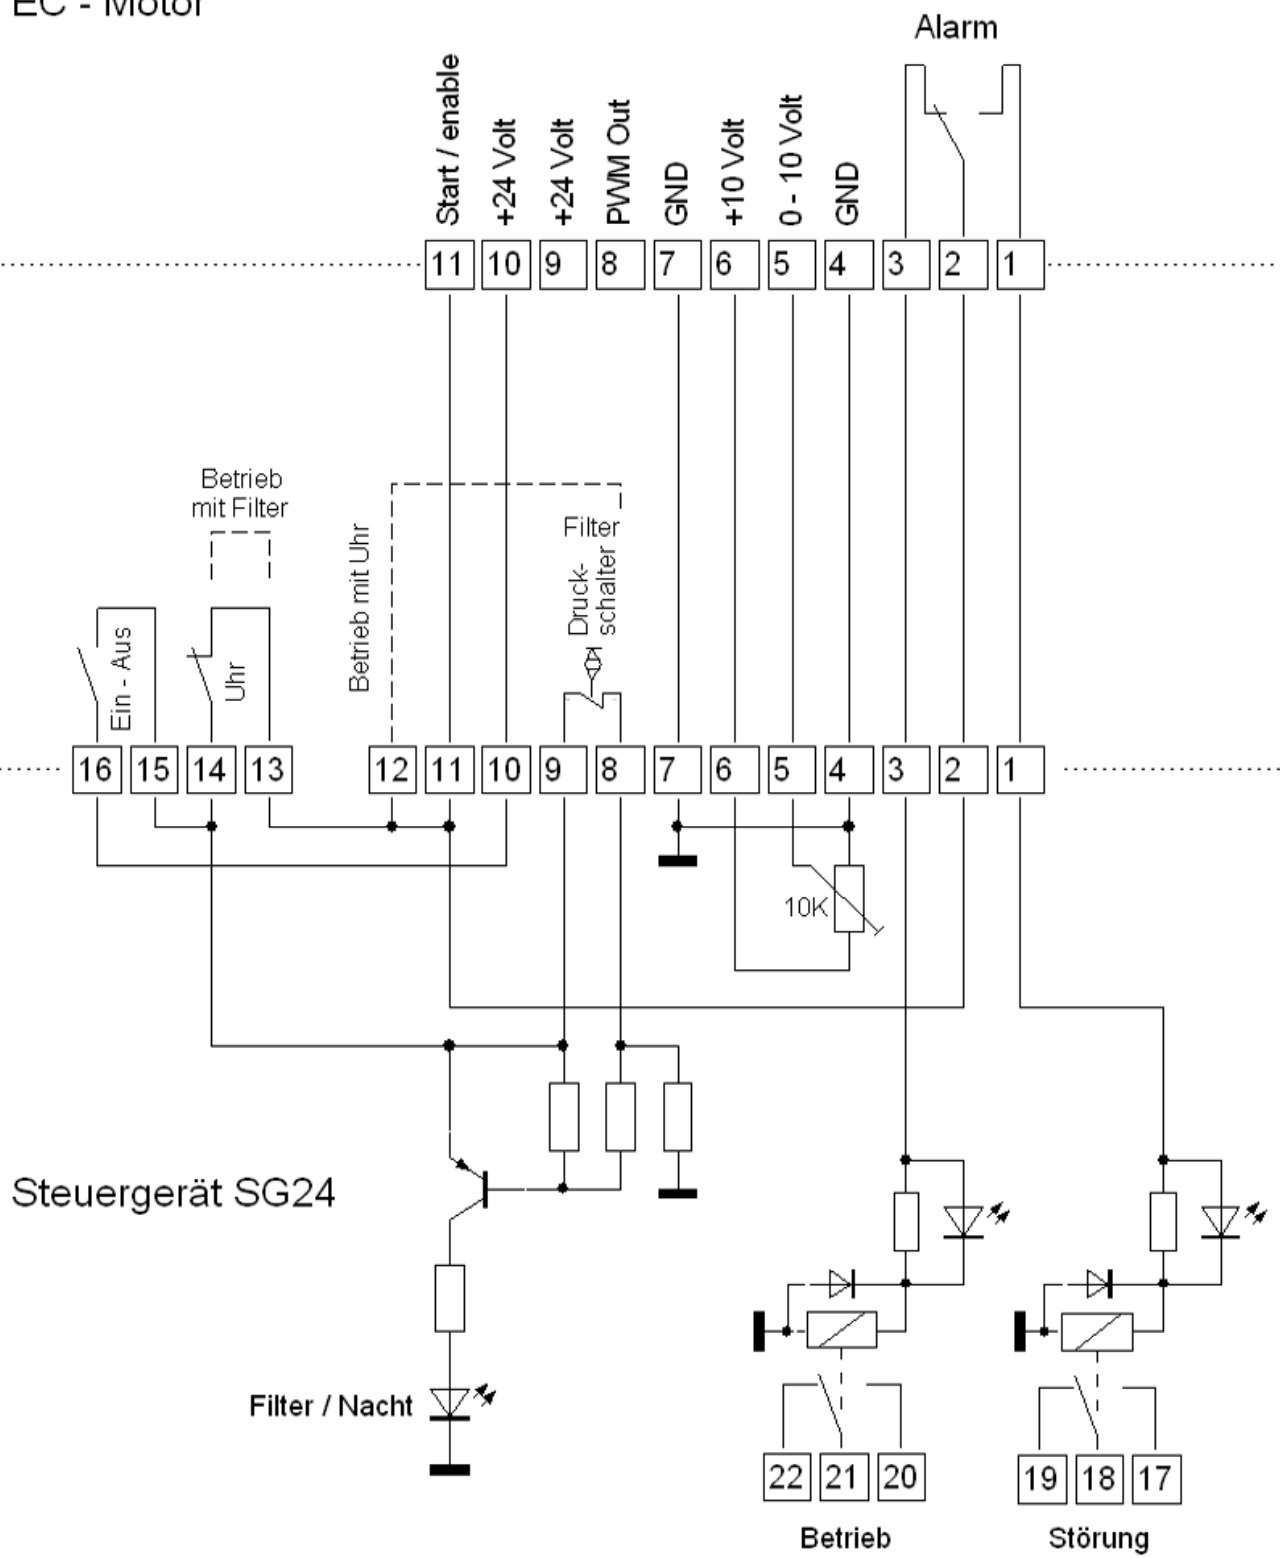 EC - Motor
Alarm
Start / enable
+24 Volt
+24 Volt
PWM Out
GND
+10 Volt
0 - 10 Volt
GND
11 10 9 8 7 6 5 4 3 2 1
Betrieb
mit Filter
Betrieb mit Uhr
Filter
Druck-
schalter
Ein - Aus
Uhr
16 15 14 13 12 11 10 9 8 7 6 5 4 3 2 1
10K
Steuergerät SG24
Filter / Nacht
22 21 20 19 18 17
Betrieb Störung